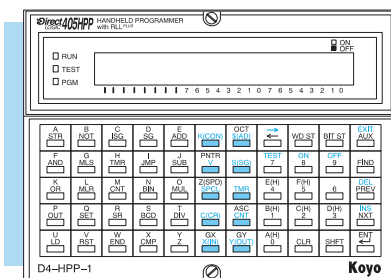 Direct LOGIC 405HPP HANDHELD PROGRAMMER
with RLL PLUS
ON
OFF
RUN
TEST
PGM
7 6 5 4 3 2 1 0 7 6 5 4 3 2 1 0
A B C D E OCT → EXIT
STR NOT ISG SG ADD K(CON) $(AD) ← WD ST BIT ST AUX
F G H I J PNTR TEST ON OFF
AND MLS TMR JMP SUB V S(SG) 7 8 9 FIND
K L M N O Z(SPD) E(H) F(H) DEL
OR MLR CNT BIN MUL SPCL TMR 4 5 6 PREV
P Q R S T ASC B(H) C(H) D(H) INS
OUT SET SR BCD DIV C(CR) CNT 1 2 3 NXT
U V W X Y GX GY A(H) ENT
LD RST END CMP Z X(IN) Y(OUT) 0 CLR SHFT
D4–HPP–1
Koyo